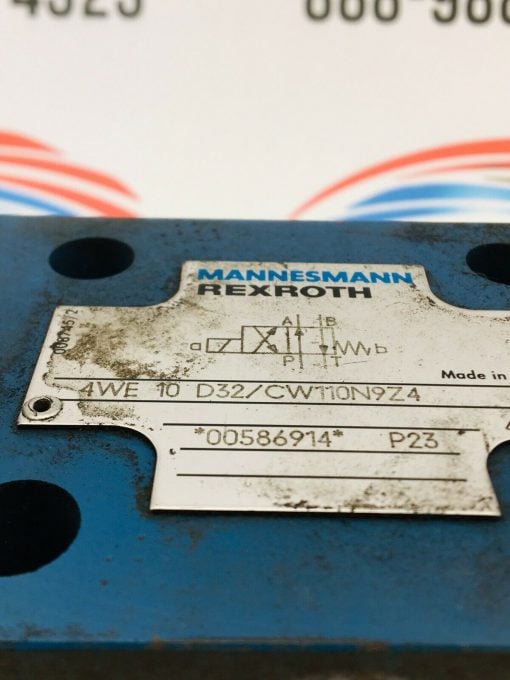 MANNESMANN
REXROTH
A B
a b
P
Made in
4WE 10 D32/CW110N9Z4
*00586914* P23